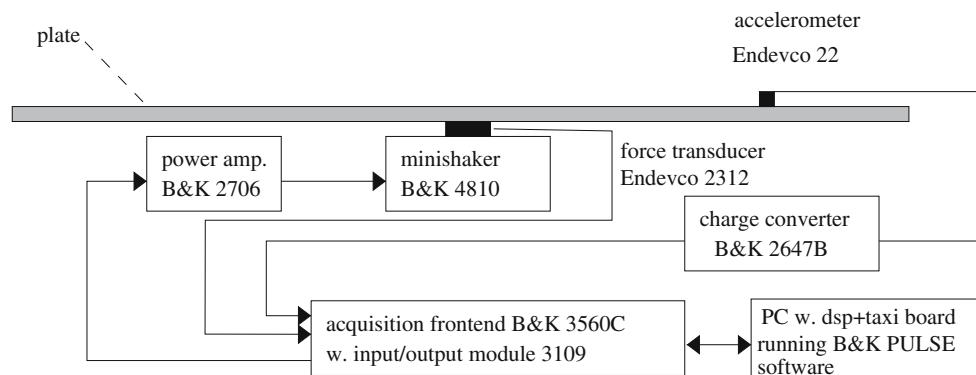 plate
accelerometer
Endevco 22
power amp.
B&K 2706
minishaker
B&K 4810
force transducer
Endevco 2312
charge converter
B&K 2647B
acquisition frontend B&K 3560C
w. input/output module 3109
PC w. dsp+taxi board
running B&K PULSE
software